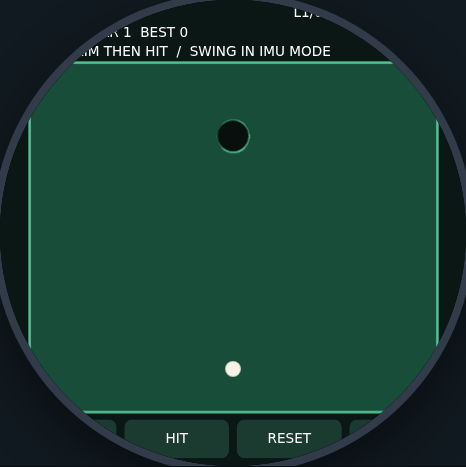 1 BEST 0
THEN HIT / SWING IN IMU MODE
HIT
RESET